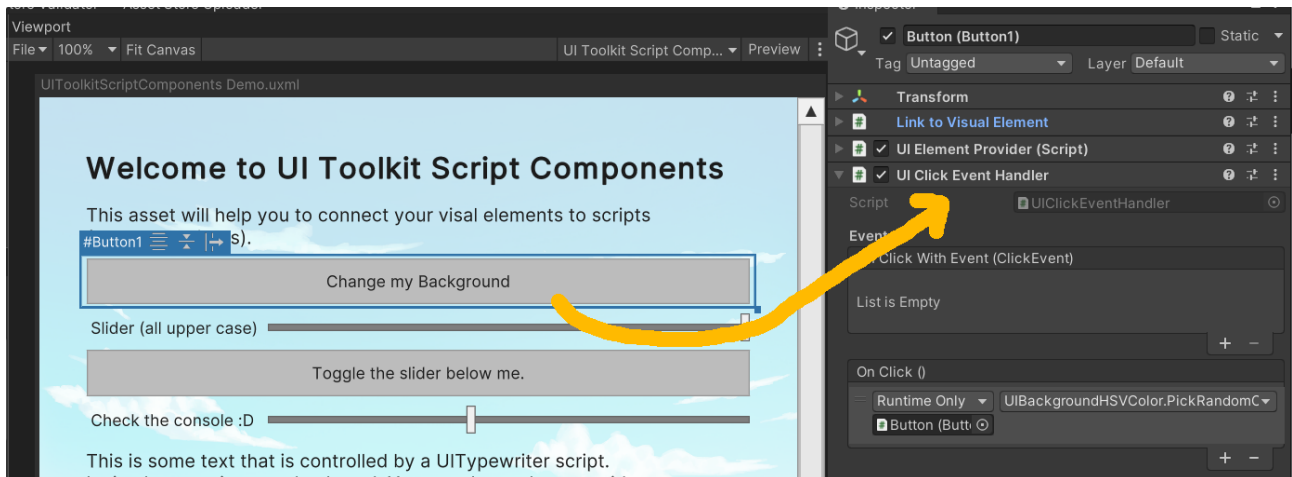 Viewport
File 100% Fit Canvas UI Toolkit Script Comp... Preview
UIToolkitScriptComponents Demo.uxml
Welcome to UI Toolkit Script Components
This asset will help you to connect your visal elements to scripts
#Button1 s).
Change my Background
Slider (all upper case)
Toggle the slider below me.
Check the console :D
This is some text that is controlled by a UITypewriter script.
Inspector
Button (Button1) Static
Tag Untagged Layer Default
Transform
Link to Visual Element
# UI Element Provider (Script)
# UI Click Event Handler
Script # UIClickEventHandler
Event
Click With Event (ClickEvent)
List is Empty
+ −
On Click ()
Runtime Only UIBackgroundHSVColor.PickRandomC
Button (Butt
+ −